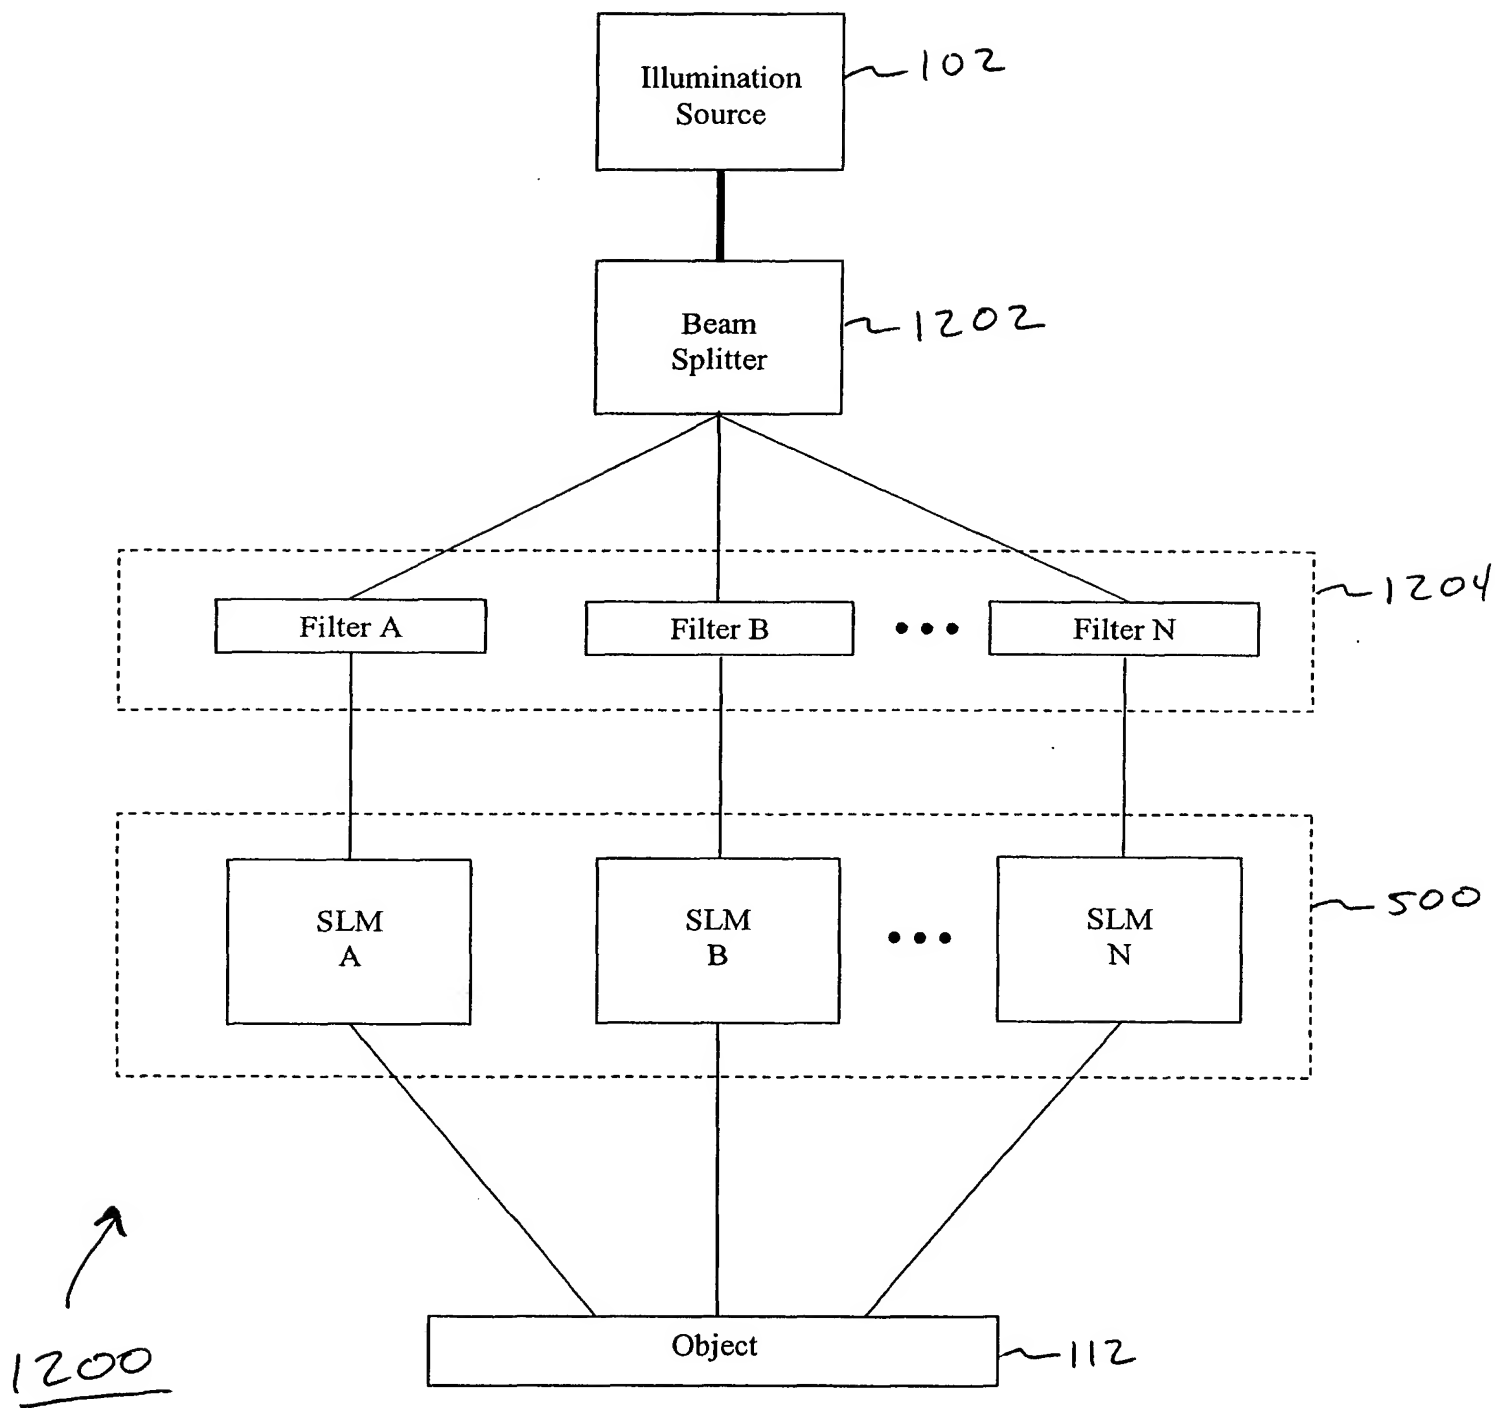 Illumination
Source
102
Beam
Splitter
1202
Filter A
Filter B
•••
Filter N
1204
SLM
A
SLM
B
•••
SLM
N
500
Object
112
1200